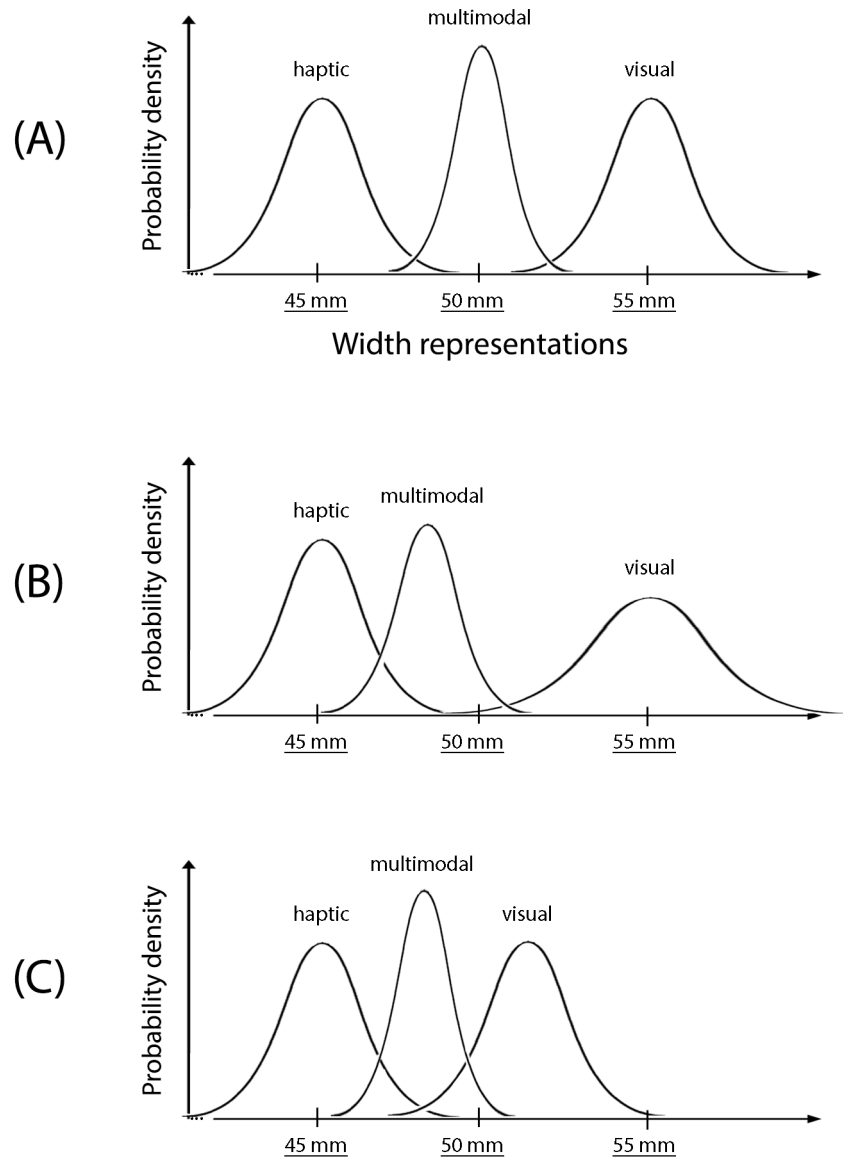 multimodal
haptic
visual
(A)
Probability density
45 mm
50 mm
55 mm
Width representations
multimodal
haptic
visual
(B)
Probability density
45 mm
50 mm
55 mm
multimodal
haptic
visual
(C)
Probability density
45 mm
50 mm
55 mm